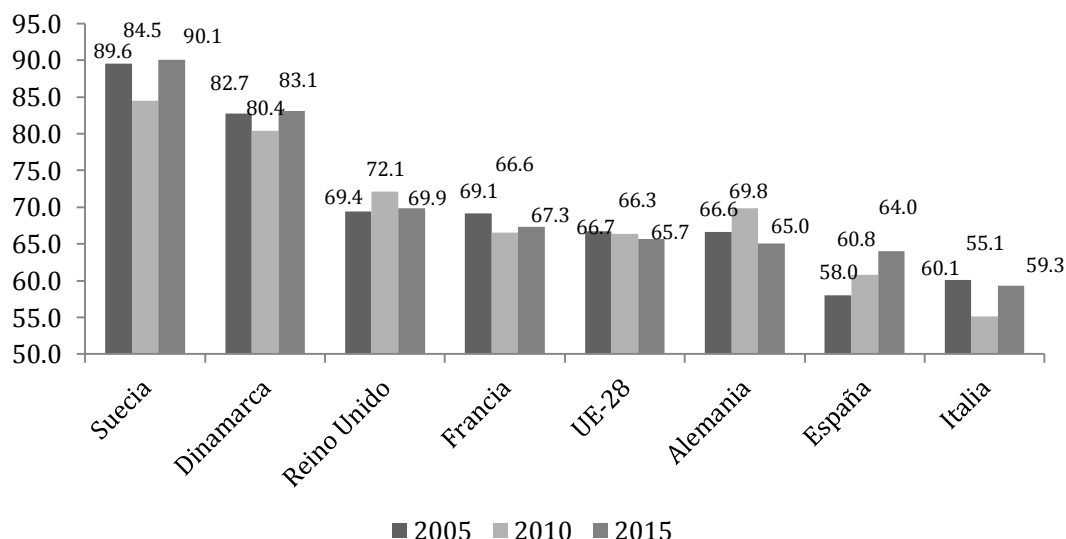 95.0
90.0
85.0
80.0
75.0
70.0
65.0
60.0
55.0
50.0
89.6 84.5 90.1
82.7 80.4 83.1
69.4 72.1 69.9
69.1 66.6 67.3
66.7 66.3 65.7
66.6 69.8 65.0
58.0 60.8 64.0
60.1 55.1 59.3
Suecia
Dinamarca
Reino Unido
Francia
UE-28
Alemania
España
Italia
2005 2010 2015